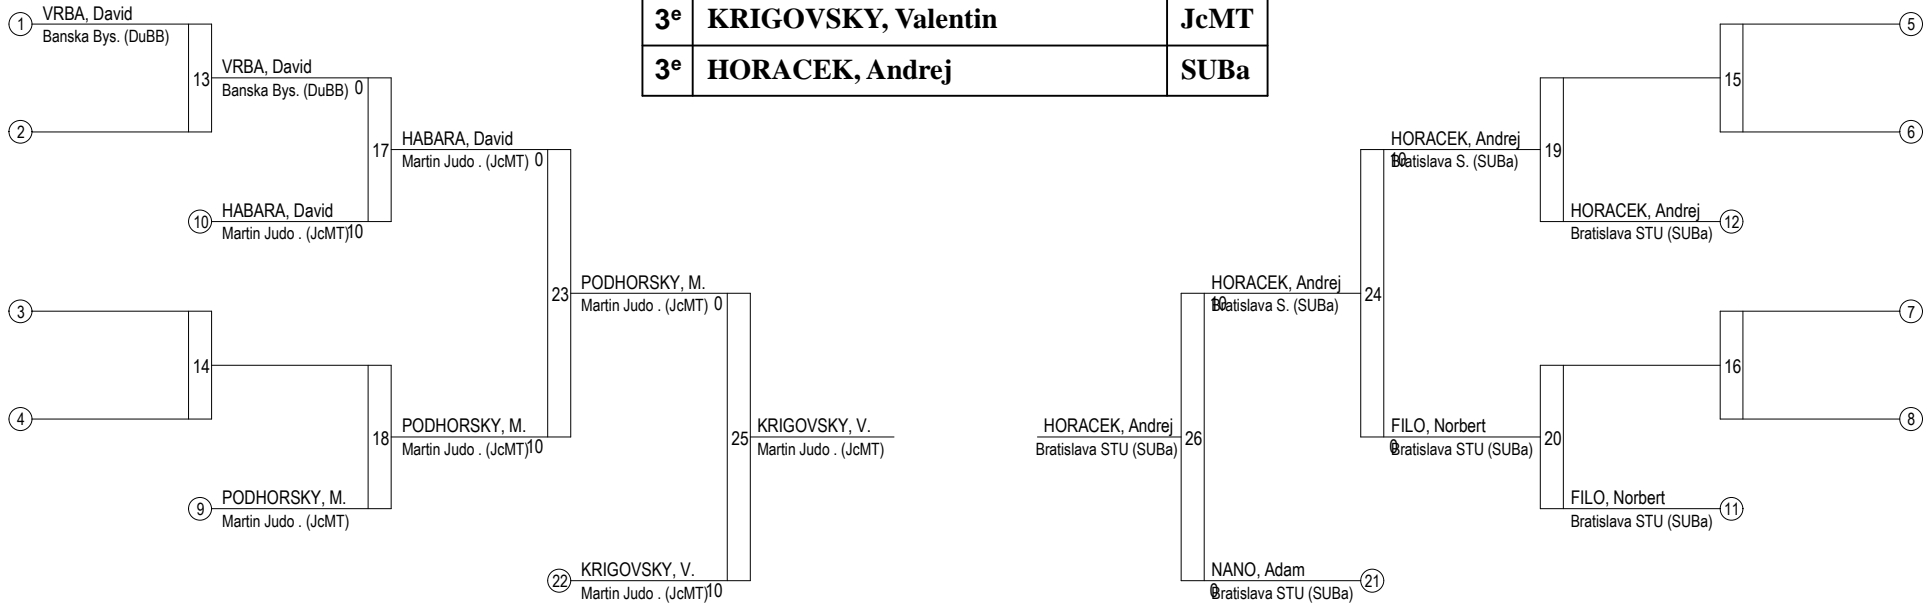 3e KRIGOVSKY, Valentin JcMT
3e HORACEK, Andrej SUBa
1 VRBA, David
Banska Bys. (DuBB)
2
13 VRBA, David
Banska Bys. (DuBB) 0
10 HABARA, David
Martin Judo . (JcMT) 10
17 HABARA, David
Martin Judo . (JcMT) 0
3
4
14
9 PODHORSKY, M.
Martin Judo . (JcMT)
18 PODHORSKY, M.
Martin Judo . (JcMT) 10
23 PODHORSKY, M.
Martin Judo . (JcMT) 0
22 KRIGOVSKY, V.
Martin Judo . (JcMT) 10
25 KRIGOVSKY, V.
Martin Judo . (JcMT)
5
6
15
HORACEK, Andrej 19
10 Bratislava S. (SUBa)
HORACEK, Andrej 12
Bratislava STU (SUBa)
HORACEK, Andrej 24
10 Bratislava S. (SUBa)
7
8
16
FILO, Norbert 20
0 Bratislava STU (SUBa)
FILO, Norbert 11
Bratislava STU (SUBa)
HORACEK, Andrej 26
Bratislava STU (SUBa)
NANO, Adam 21
0 Bratislava STU (SUBa)